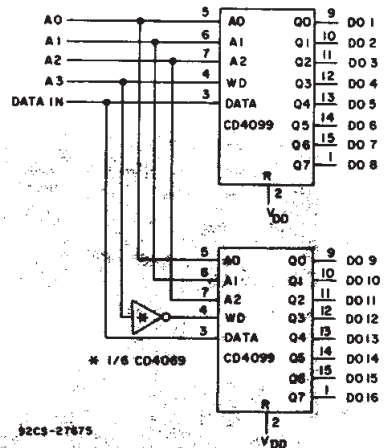 A0 5 A0 Q0 9 DO 1
A1 6 A1 Q1 10 DO 2
A2 7 A2 Q2 11 DO 3
A3 4 WD Q3 12 DO 4
DATA IN 3 DATA Q4 13 DO 5
CD4099 Q5 14 DO 6
Q6 15 DO 7
Q7 1 DO 8
R
2
VDD
5 A0 Q0 9 DO 9
6 A1 Q1 10 DO 10
7 A2 Q2 11 DO 11
* 4 WD Q3 12 DO 12
3 DATA Q4 13 DO 13
* 1/6 CD4069 CD4099 Q5 14 DO 14
Q6 15 DO 15
Q7 1 DO 16
R
2
VDD
92CS-27675